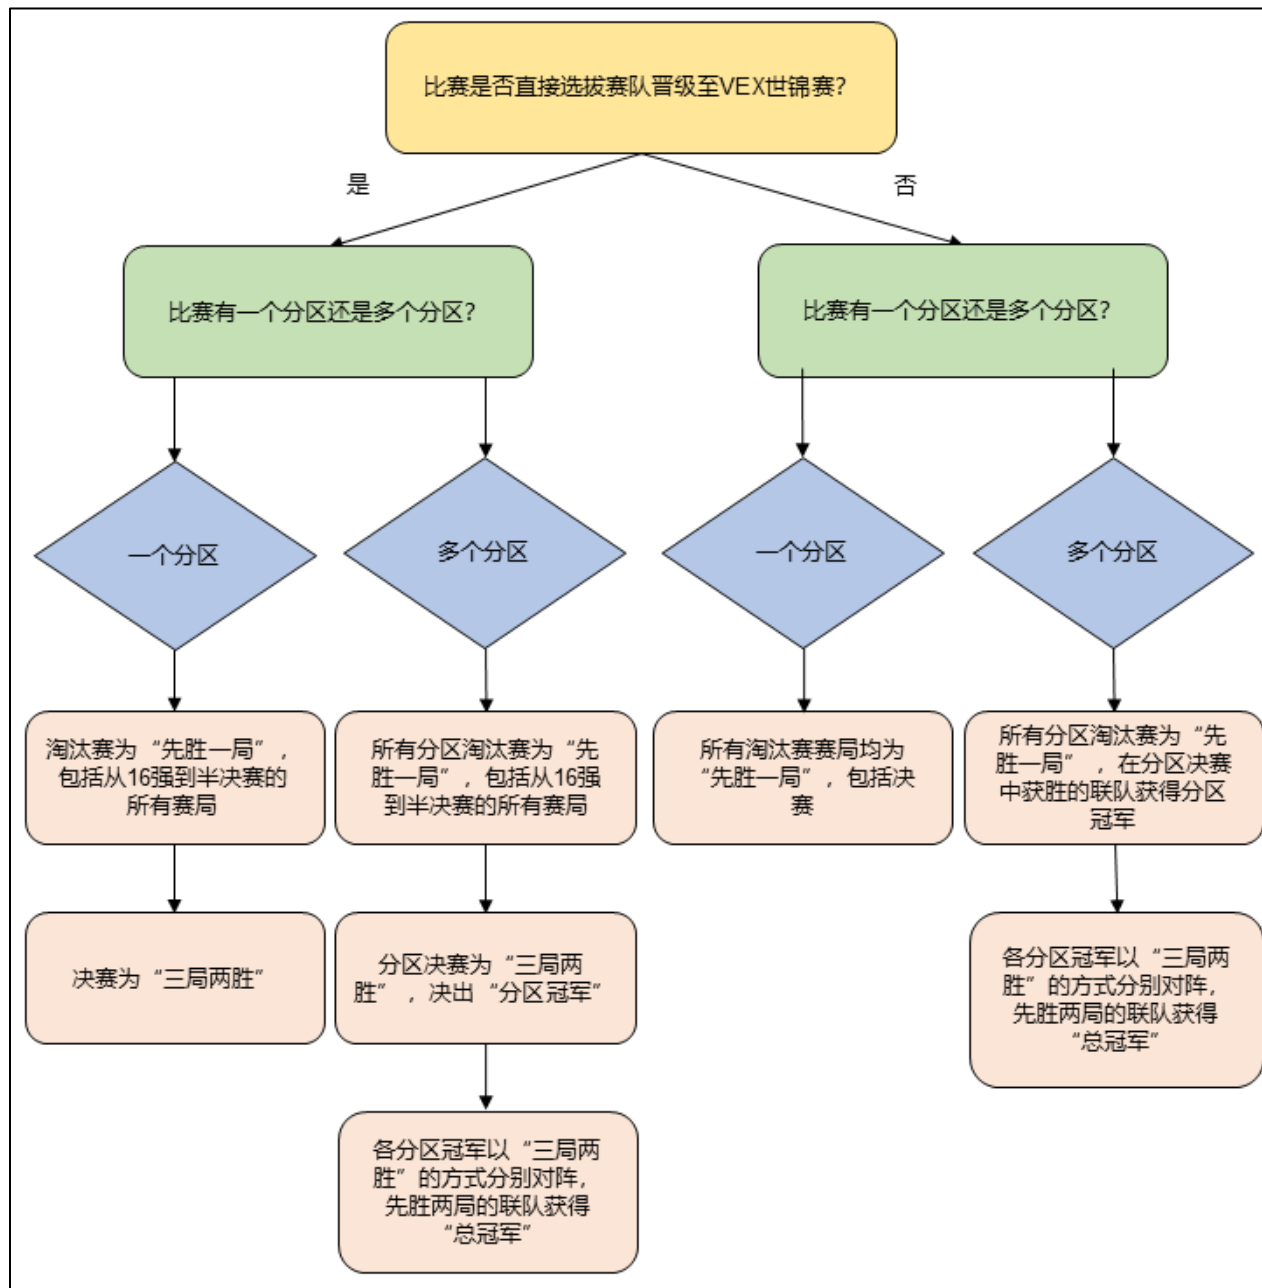 比赛是否直接选拔赛队晋级至VEX世锦赛？
是
否
比赛有一个分区还是多个分区？
比赛有一个分区还是多个分区？
一个分区
多个分区
一个分区
多个分区
淘汰赛为“先胜一局”，
包括从16强到半决赛的
所有赛局
所有分区淘汰赛为“先
胜一局”，包括从16强
到半决赛的所有赛局
所有淘汰赛赛局均为
“先胜一局”，包括决
赛
所有分区淘汰赛为“先
胜一局”，在分区决赛
中获胜的联队获得分区
冠军
决赛为“三局两胜”
分区决赛为“三局两
胜”，决出“分区冠军”
各分区冠军以“三局两
胜”的方式分别对阵，
先胜两局的联队获得
“总冠军”
各分区冠军以“三局两
胜”的方式分别对阵，
先胜两局的联队获得
“总冠军”